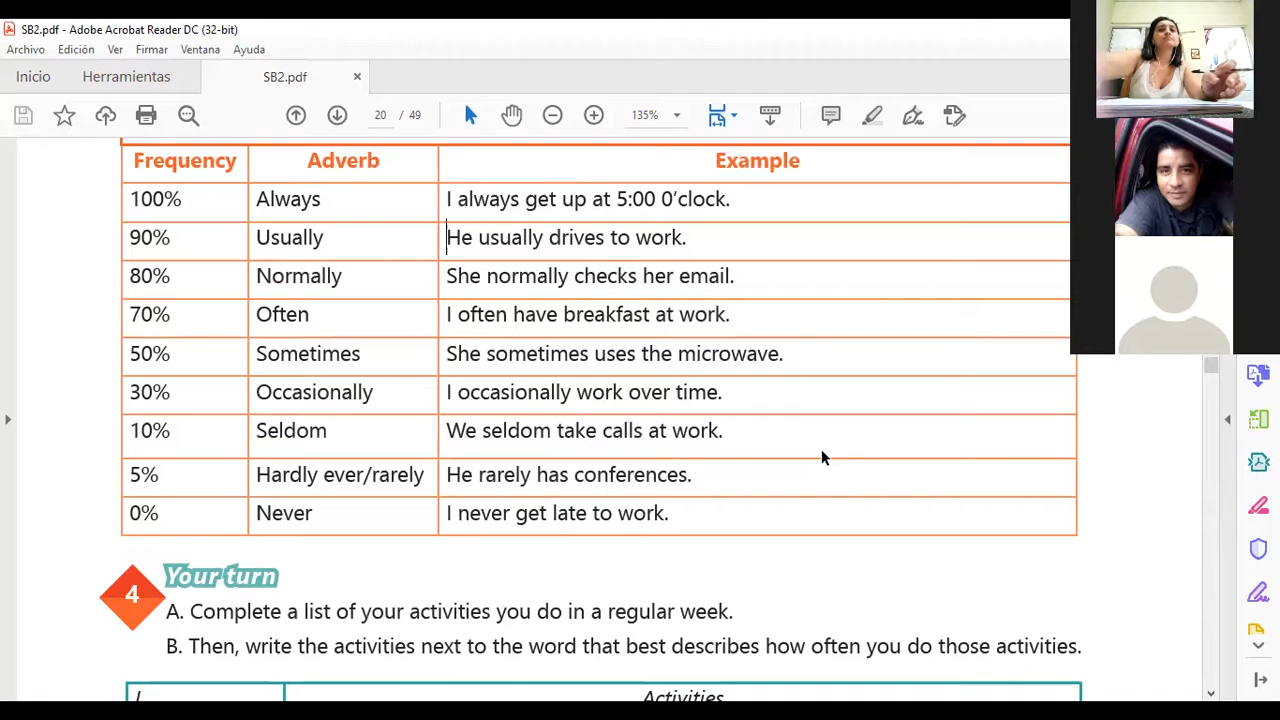 SB2.pdf - Adobe Acrobat Reader DC (32-bit)
Archivo Edición Ver Firmar Ventana Ayuda
Inicio Herramientas SB2.pdf ×
20 / 49 135%
Frequency Adverb Example
100% Always I always get up at 5:00 0'clock.
90% Usually He usually drives to work.
80% Normally She normally checks her email.
70% Often I often have breakfast at work.
50% Sometimes She sometimes uses the microwave.
30% Occasionally I occasionally work over time.
10% Seldom We seldom take calls at work.
5% Hardly ever/rarely He rarely has conferences.
0% Never I never get late to work.
4 Your turn
A. Complete a list of your activities you do in a regular week.
B. Then, write the activities next to the word that best describes how often you do those activities.
I Activities